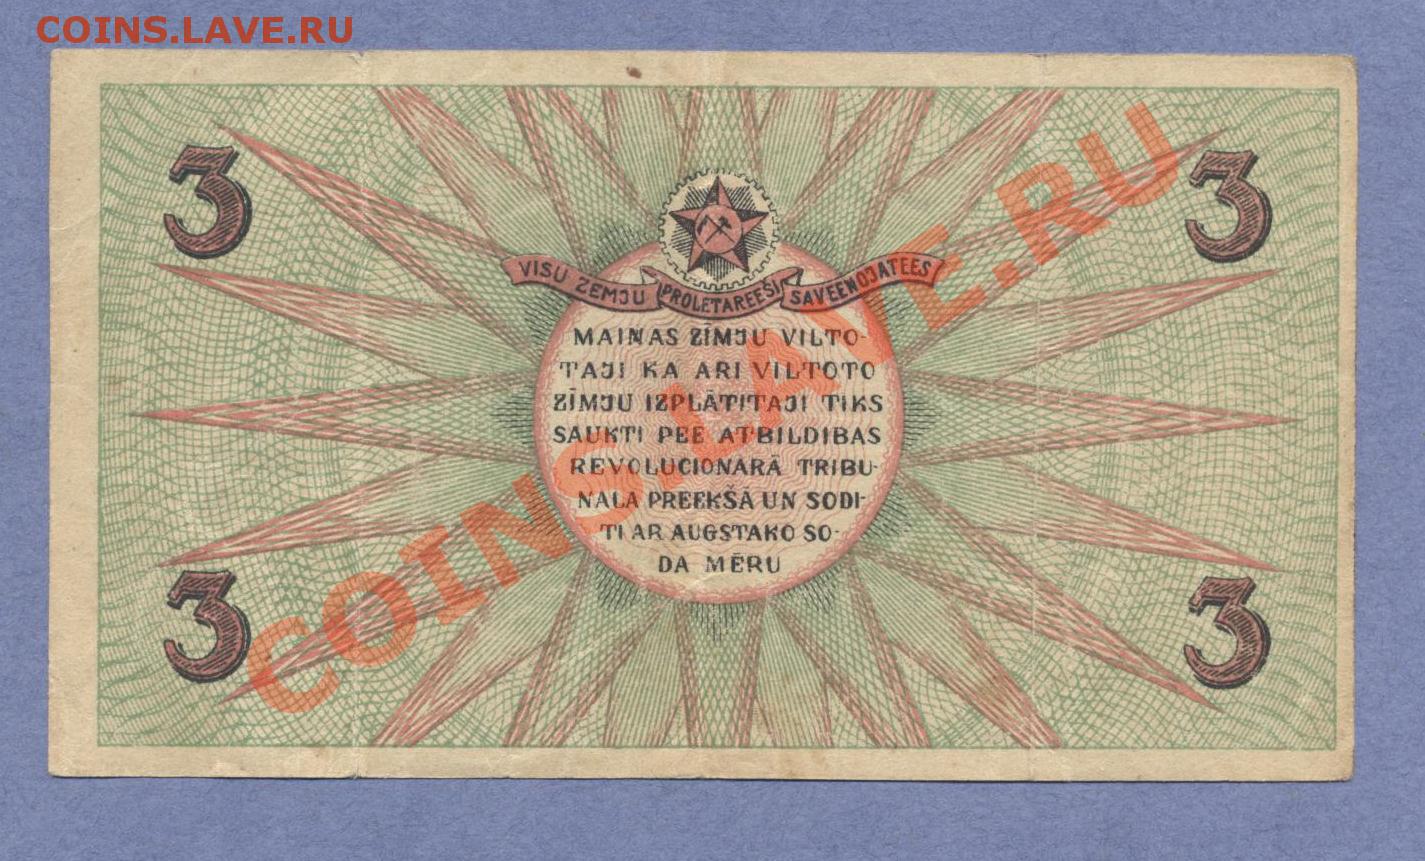 COINS.LAVE.RU
3 3
VISU ZEMJU PROLETAREEŠI SAVEENOJATEES
MAIŅAS ZĪMJU VILTO-
TAJI KA ARI VILTOTO
ZĪMJU IZPLĀTITAJI TIKS
SAUKTI PEE ATBILDIBAS
REVOLUCIONARĀ TRIBU-
NALA PREEKŠĀ UN SODI-
TI AR AUGSTAKO SO-
DA MĒRU
3 3
COINS.LAVE.RU